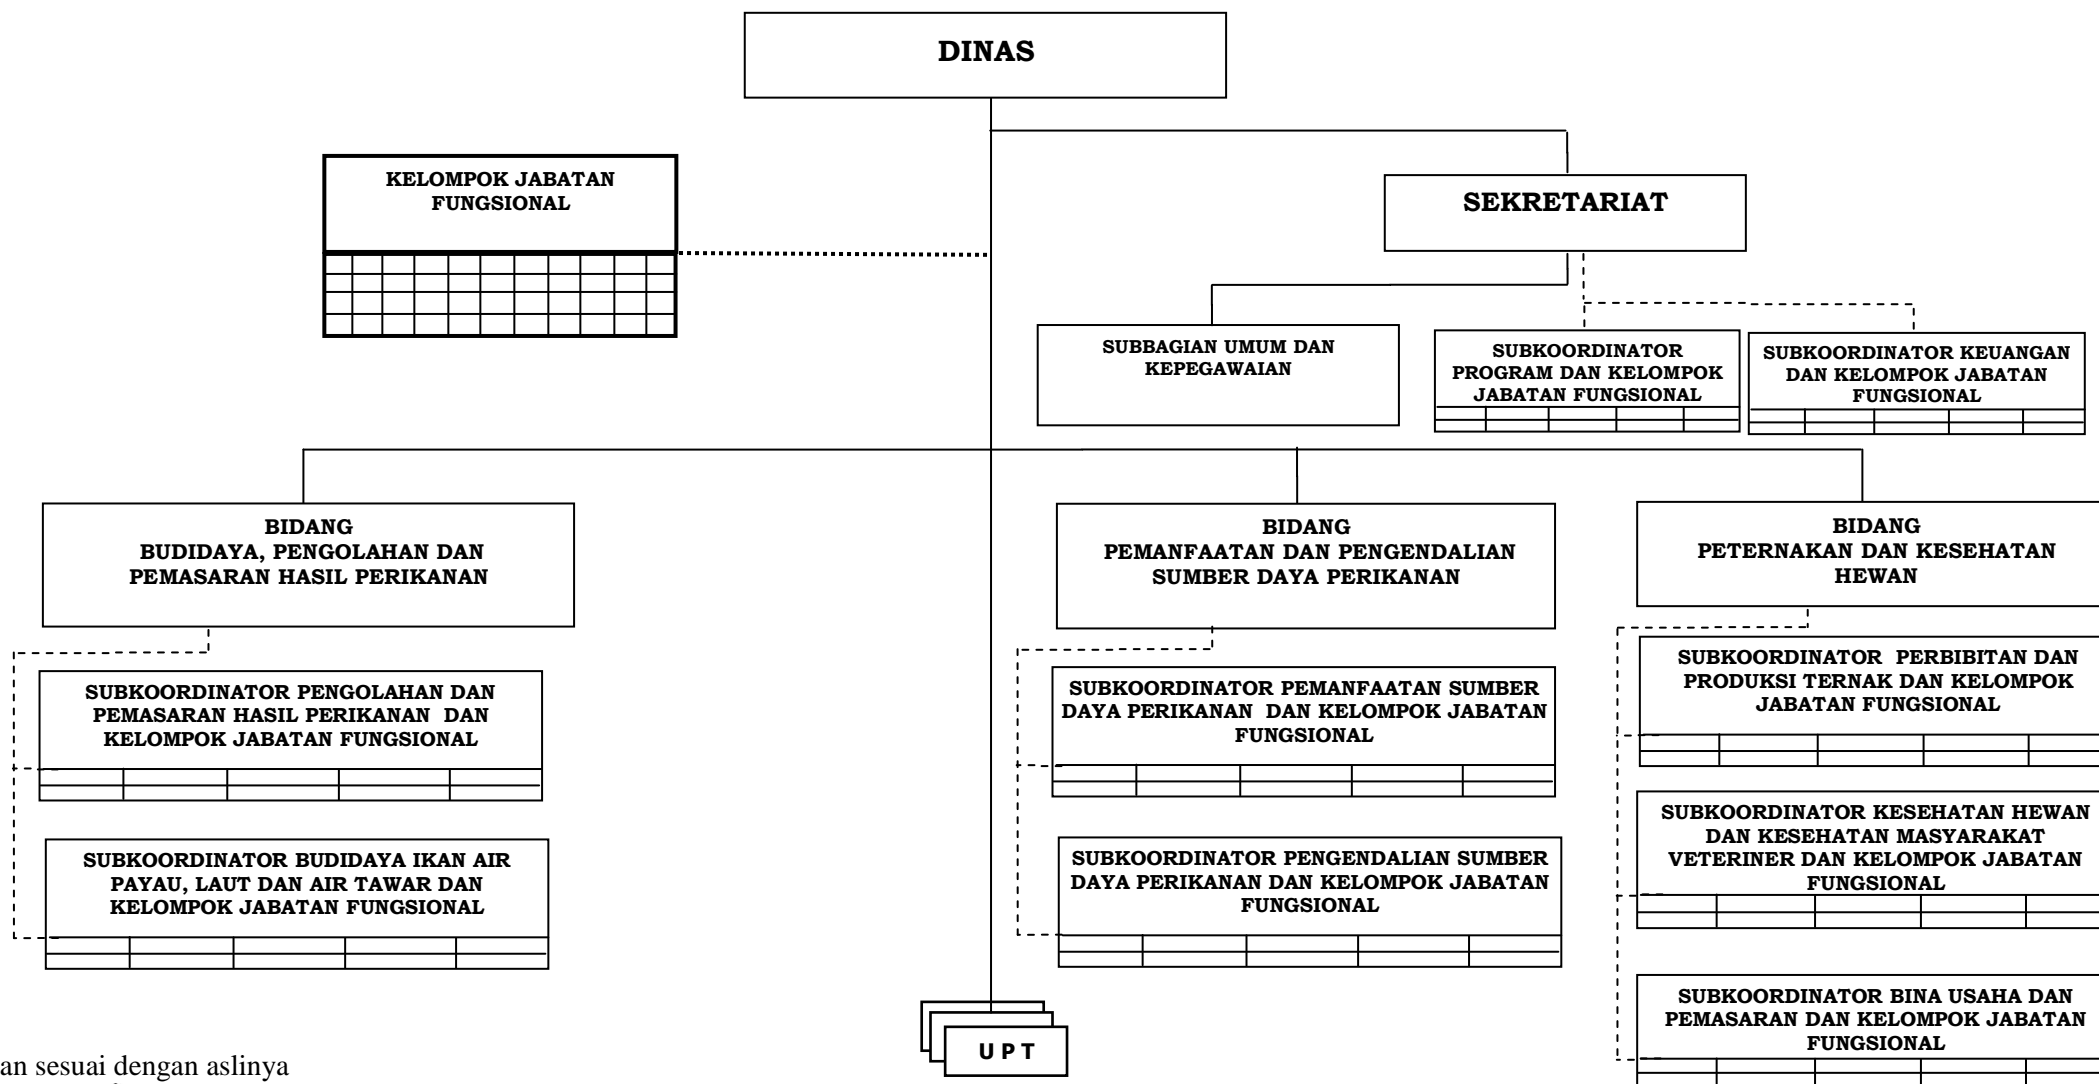 DINAS
KELOMPOK JABATAN
FUNGSIONAL
SEKRETARIAT
SUBBAGIAN UMUM DAN
KEPEGAWAIAN
SUBKOORDINATOR
PROGRAM DAN KELOMPOK
JABATAN FUNGSIONAL
SUBKOORDINATOR KEUANGAN
DAN KELOMPOK JABATAN
FUNGSIONAL
BIDANG
BUDIDAYA, PENGOLAHAN DAN
PEMASARAN HASIL PERIKANAN
SUBKOORDINATOR PENGOLAHAN DAN
PEMASARAN HASIL PERIKANAN DAN
KELOMPOK JABATAN FUNGSIONAL
SUBKOORDINATOR BUDIDAYA IKAN AIR
PAYAU, LAUT DAN AIR TAWAR DAN
KELOMPOK JABATAN FUNGSIONAL
BIDANG
PEMANFAATAN DAN PENGENDALIAN
SUMBER DAYA PERIKANAN
SUBKOORDINATOR PEMANFAATAN SUMBER
DAYA PERIKANAN DAN KELOMPOK JABATAN
FUNGSIONAL
SUBKOORDINATOR PENGENDALIAN SUMBER
DAYA PERIKANAN DAN KELOMPOK JABATAN
FUNGSIONAL
BIDANG
PETERNAKAN DAN KESEHATAN
HEWAN
SUBKOORDINATOR PERBIBITAN DAN
PRODUKSI TERNAK DAN KELOMPOK
JABATAN FUNGSIONAL
SUBKOORDINATOR KESEHATAN HEWAN
DAN KESEHATAN MASYARAKAT
VETERINER DAN KELOMPOK JABATAN
FUNGSIONAL
SUBKOORDINATOR BINA USAHA DAN
PEMASARAN DAN KELOMPOK JABATAN
FUNGSIONAL
U P T
an sesuai dengan aslinya